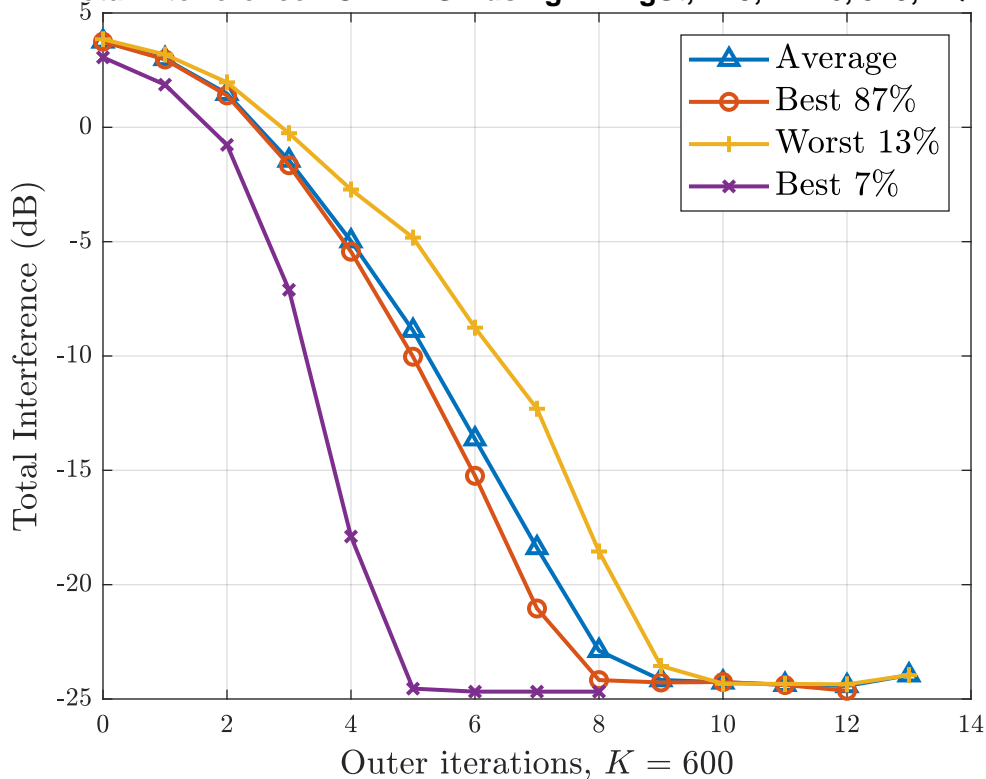 5
0
-5
-10
-15
-20
-25
0
2
4
6
8
10
12
14
Total Interference (dB)
Outer iterations, K = 600
Average
Best 87%
Worst 13%
Best 7%